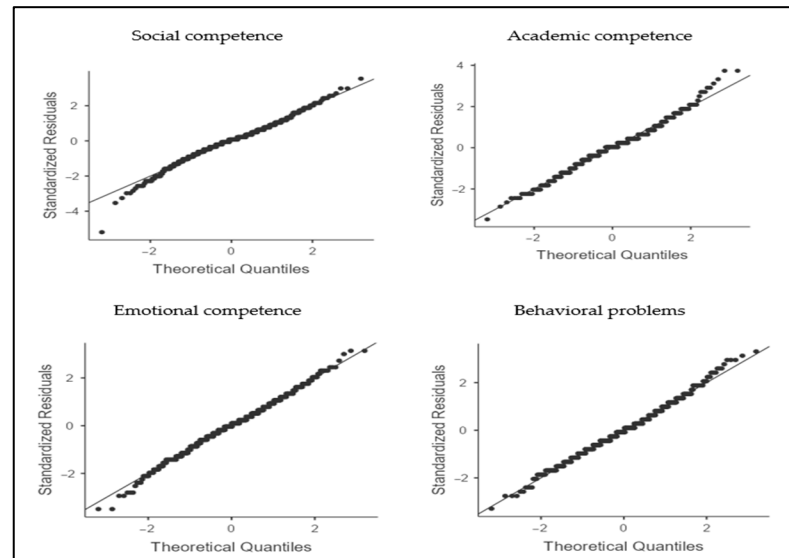 Social competence
Standardized Residuals
2
0
−2
−4
−2
0
2
Theoretical Quantiles
Academic competence
Standardized Residuals
4
2
0
−2
−2
0
2
Theoretical Quantiles
Emotional competence
Standardized Residuals
2
0
−2
−2
0
2
Theoretical Quantiles
Behavioral problems
Standardized Residuals
2
0
−2
−2
0
2
Theoretical Quantiles